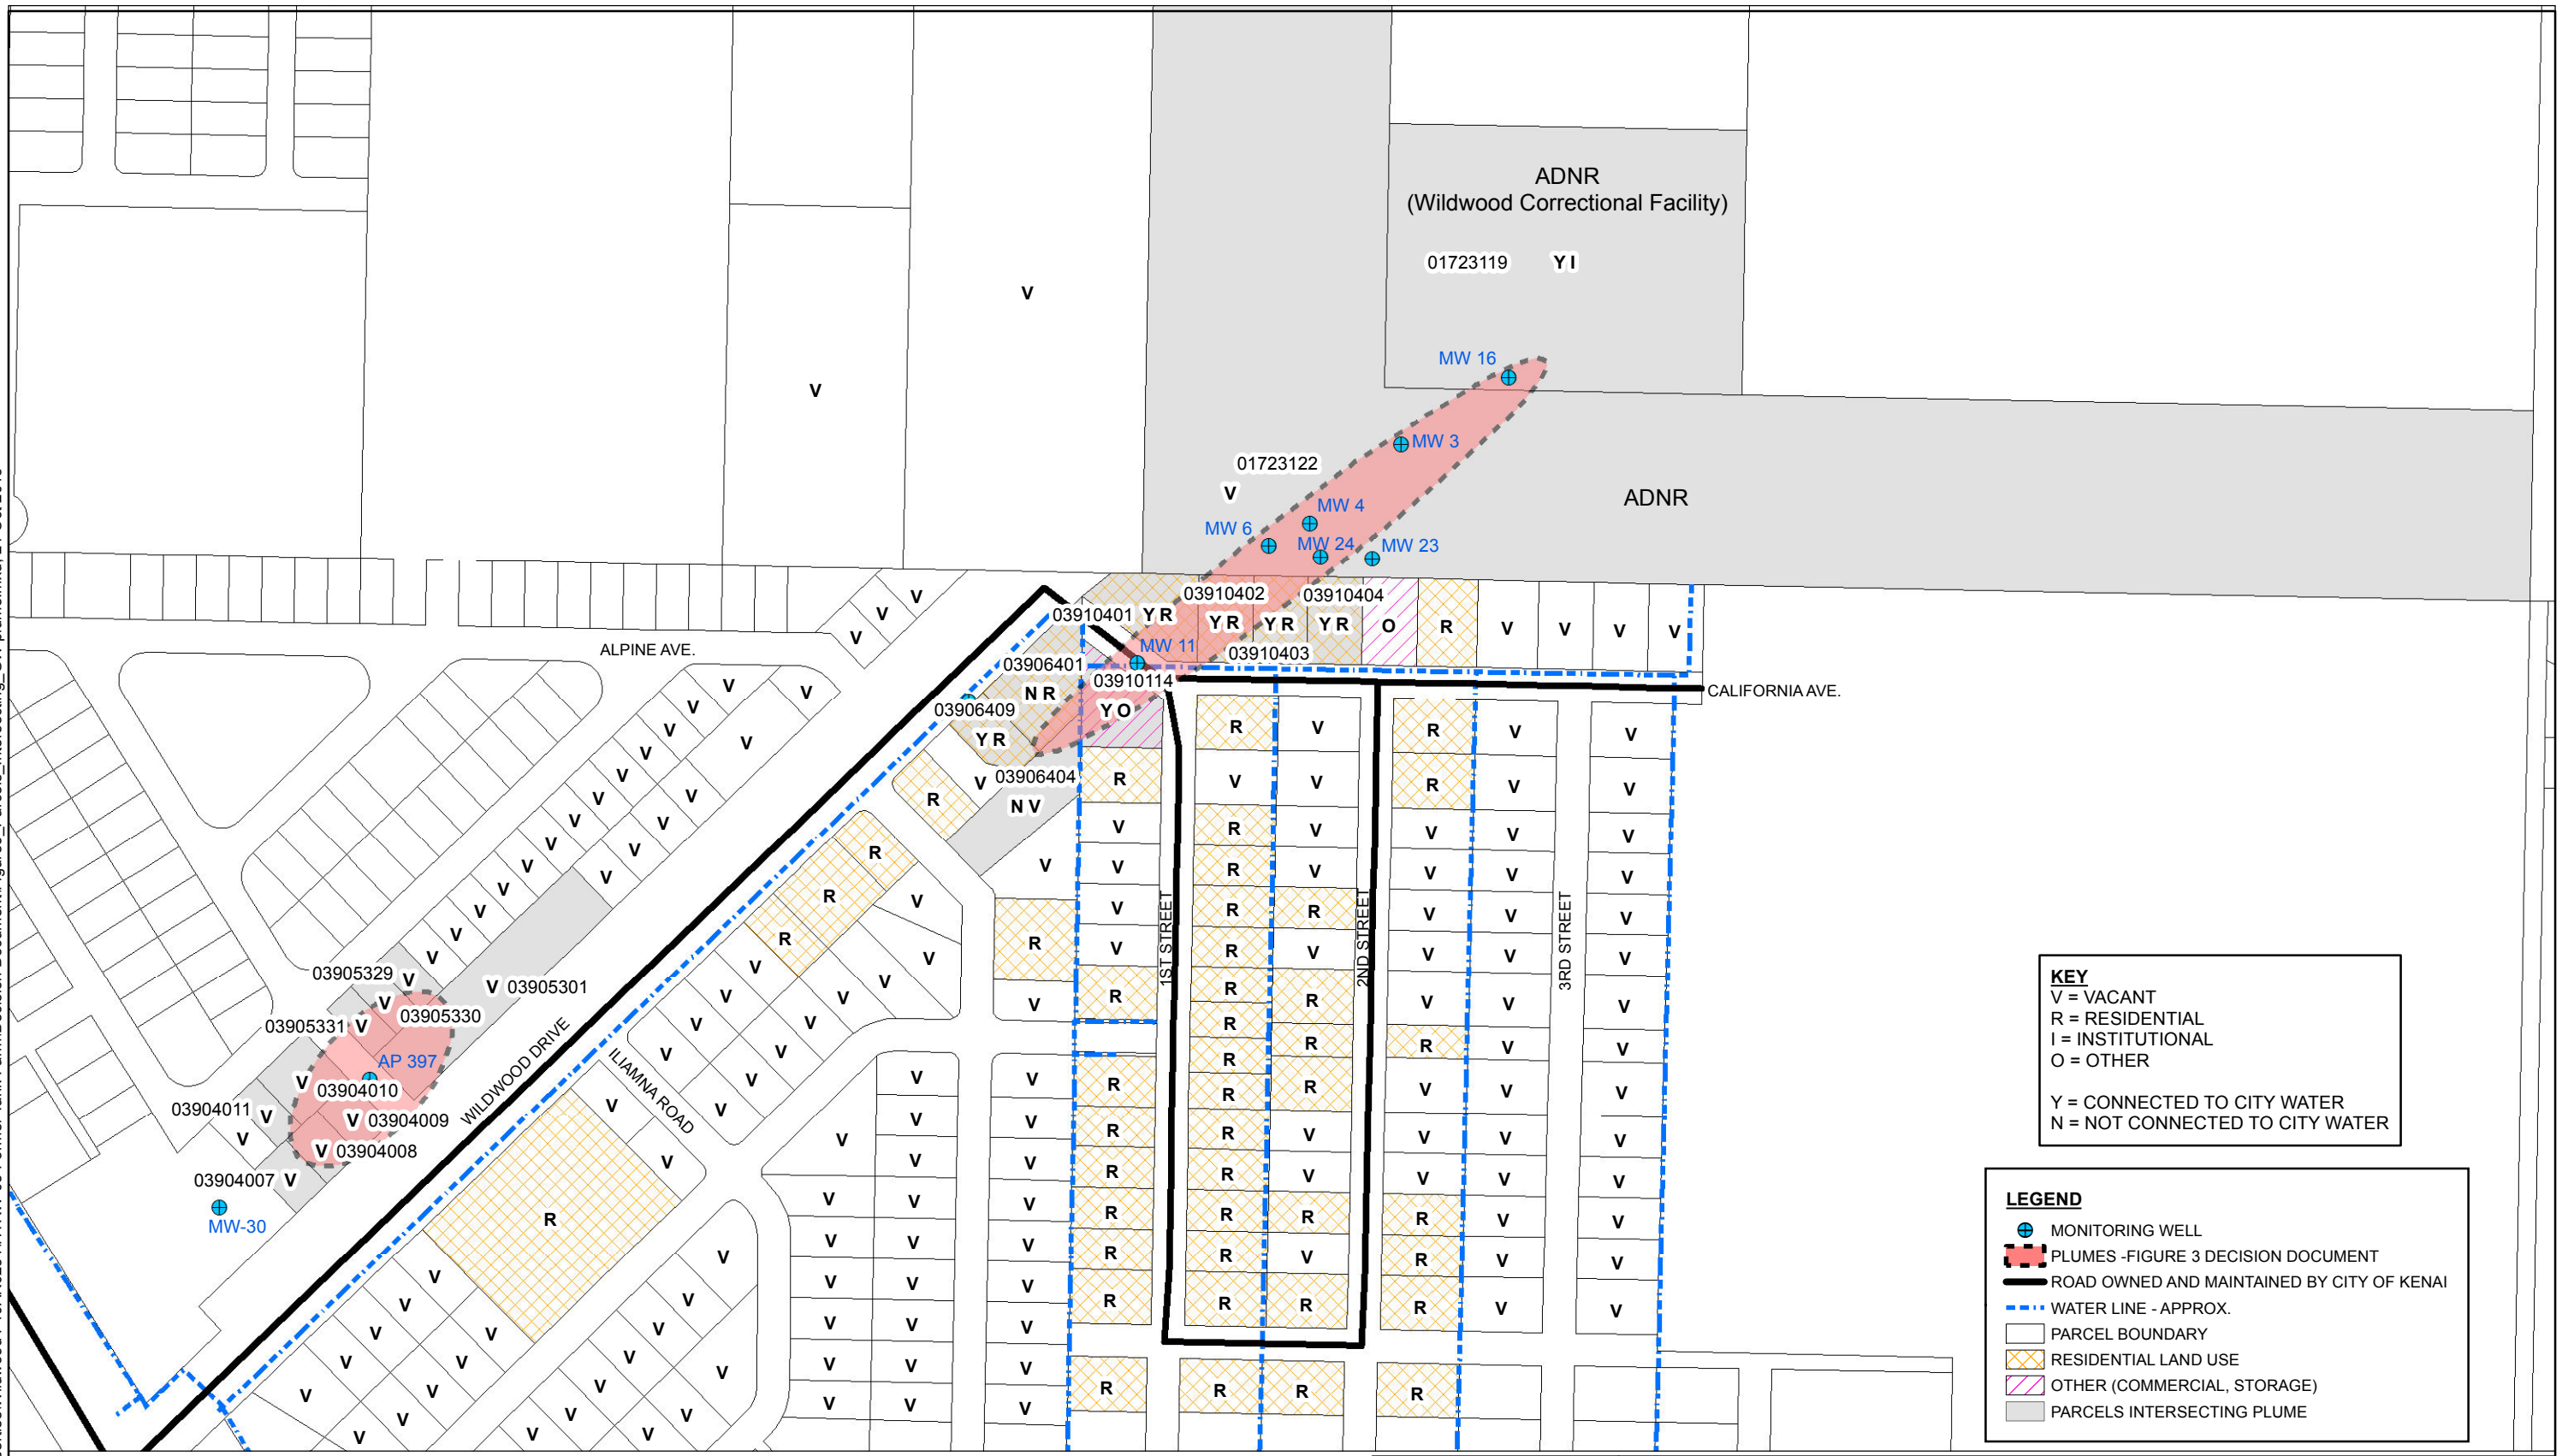 ADNR
(Wildwood Correctional Facility)
01723119 Y I
V
V
MW 16
MW 3
01723122
V
MW 4
MW 6
MW 24
MW 23
ADNR
03910401 Y R
03910402
Y R
Y R
03910404
Y R
O
R
V
V
V
V
MW 11
03910403
03906401
N R
03910114
Y O
03906409
Y R
03906404
N V
ALPINE AVE.
CALIFORNIA AVE.
WILDWOOD DRIVE
ILIAMNA ROAD
1ST STREET
2ND STREET
3RD STREET
03905329 V
V
03905330
03905331 V
V 03905301
AP 397
V
03904010
03904011 V
V
V 03904009
V 03904008
03904007 V
MW-30
KEY
V = VACANT
R = RESIDENTIAL
I = INSTITUTIONAL
O = OTHER
Y = CONNECTED TO CITY WATER
N = NOT CONNECTED TO CITY WATER
LEGEND
MONITORING WELL
PLUMES -FIGURE 3 DECISION DOCUMENT
ROAD OWNED AND MAINTAINED BY CITY OF KENAI
WATER LINE - APPROX.
PARCEL BOUNDARY
RESIDENTIAL LAND USE
OTHER (COMMERCIAL, STORAGE)
PARCELS INTERSECTING PLUME